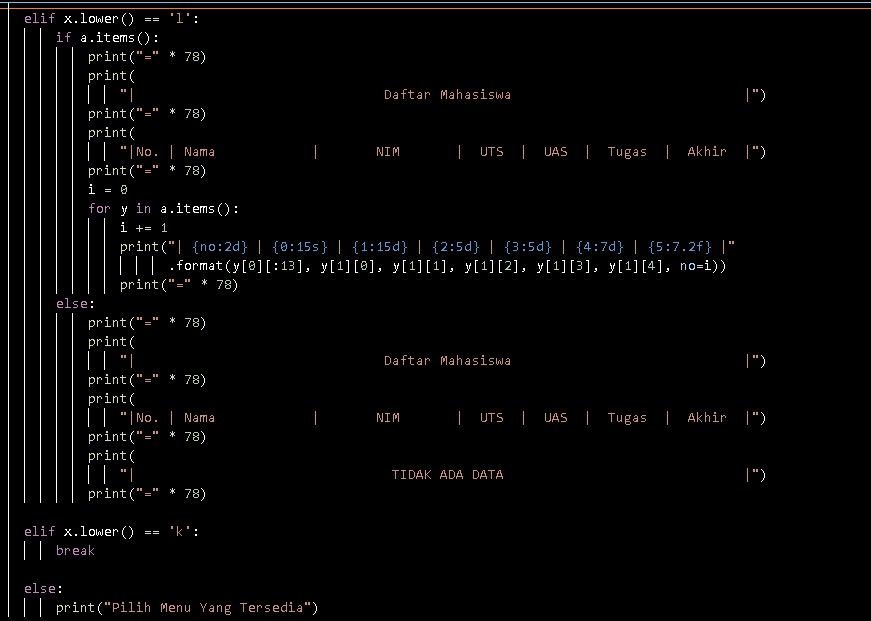 elif x.lower() == 'l':
    if a.items():
        print("=" * 78)
        print(
            "|                               Daftar Mahasiswa                             |")
        print("=" * 78)
        print(
            "|No. | Nama            |       NIM       |  UTS  |  UAS  |  Tugas  |  Akhir  |")
        print("=" * 78)
        i = 0
        for y in a.items():
            i += 1
            print("| {no:2d} | {0:15s} | {1:15d} | {2:5d} | {3:5d} | {4:7d} | {5:7.2f} |"
                  .format(y[0][:13], y[1][0], y[1][1], y[1][2], y[1][3], y[1][4], no=i))
            print("=" * 78)
    else:
        print("=" * 78)
        print(
            "|                               Daftar Mahasiswa                             |")
        print("=" * 78)
        print(
            "|No. | Nama            |       NIM       |  UTS  |  UAS  |  Tugas  |  Akhir  |")
        print("=" * 78)
        print(
            "|                                TIDAK ADA DATA                              |")
        print("=" * 78)

elif x.lower() == 'k':
    break

else:
    print("Pilih Menu Yang Tersedia")